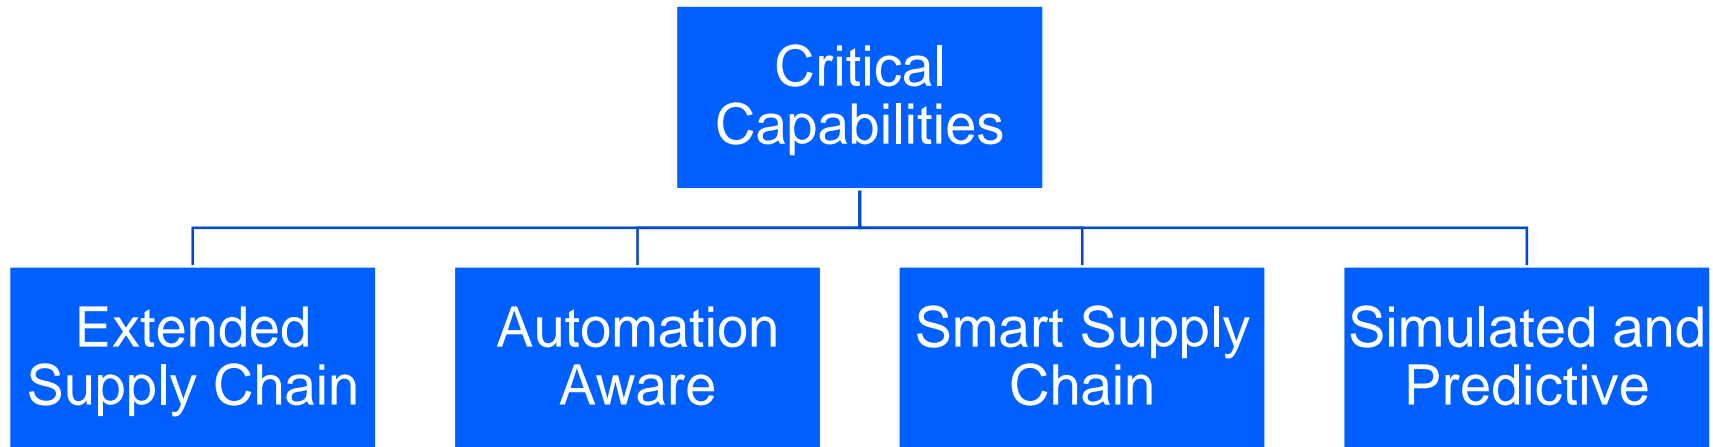 Critical
Capabilities
Extended
Supply Chain
Automation
Aware
Smart Supply
Chain
Simulated and
Predictive